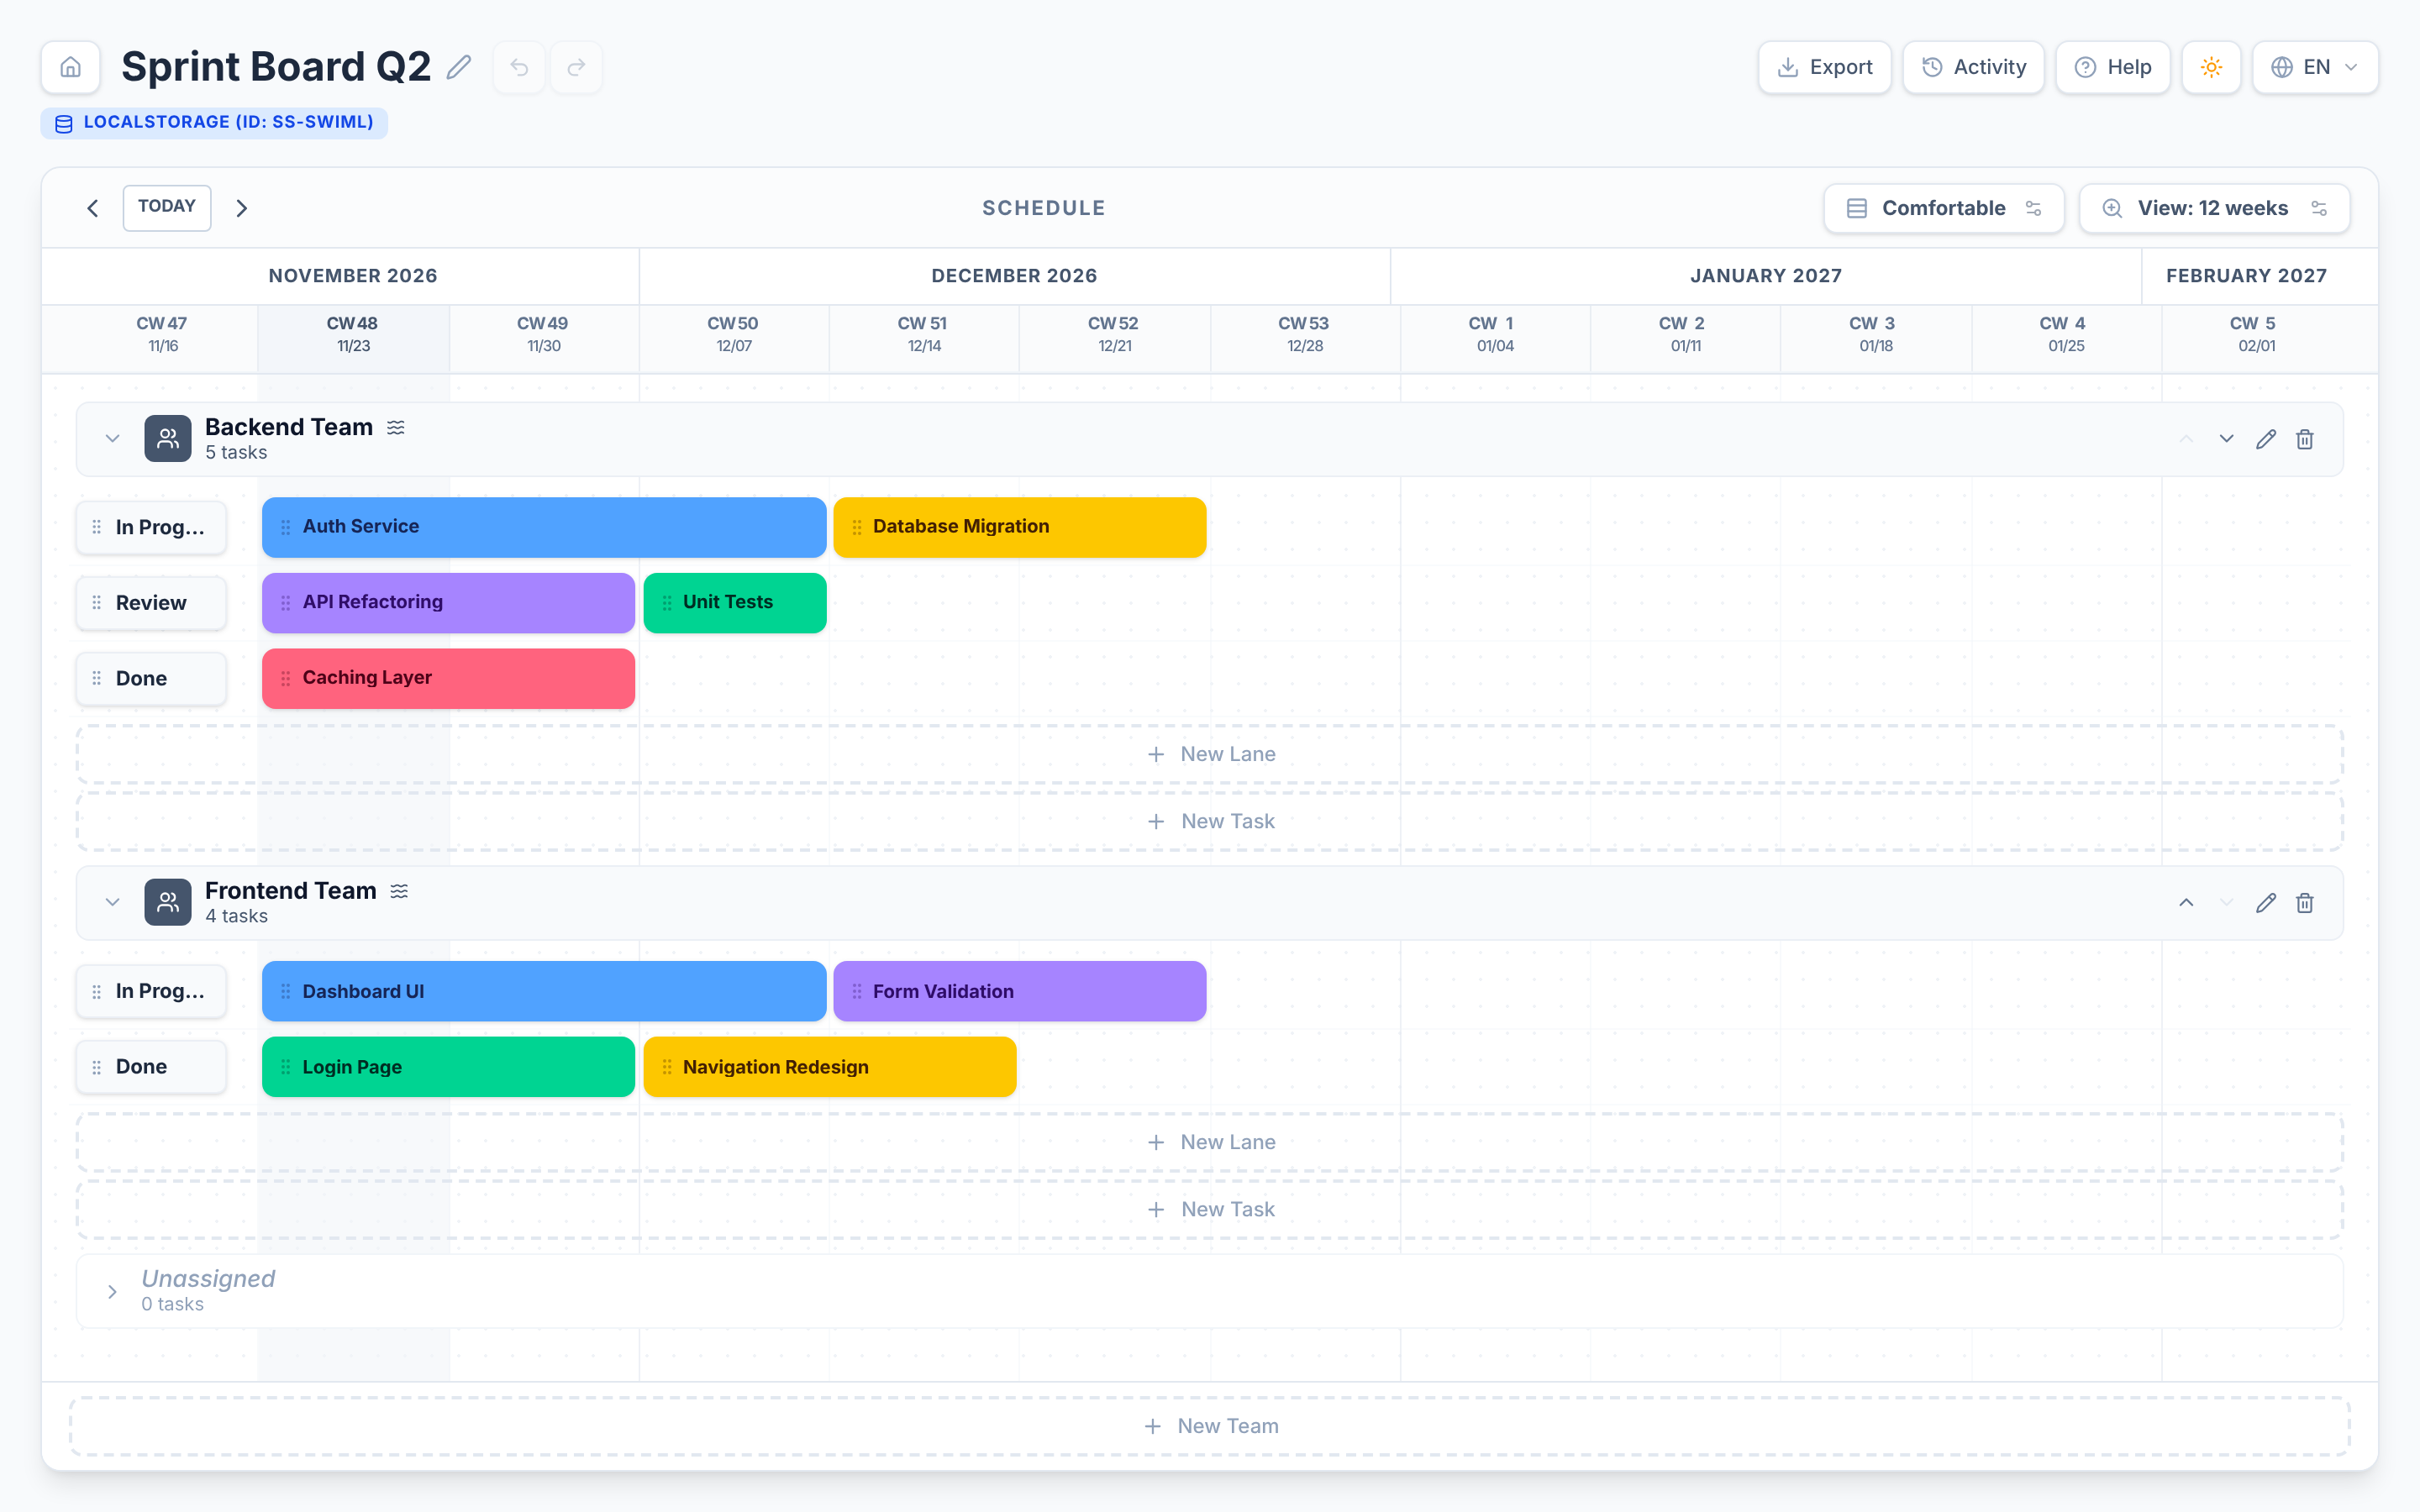 Sprint Board Q2
Export
Activity
Help
EN
LOCALSTORAGE (ID: SS-SWIML)
TODAY
SCHEDULE
Comfortable
View: 12 weeks
NOVEMBER 2026
DECEMBER 2026
JANUARY 2027
FEBRUARY 2027
CW 47
CW 48
CW 49
CW 50
CW 51
CW 52
CW 53
CW 1
CW 2
CW 3
CW 4
CW 5
11/16
11/23
11/30
12/07
12/14
12/21
12/28
01/04
01/11
01/18
01/25
02/01
Backend Team
5 tasks
In Prog...
Auth Service
Database Migration
Review
API Refactoring
Unit Tests
Done
Caching Layer
New Lane
New Task
Frontend Team
4 tasks
In Prog...
Dashboard UI
Form Validation
Done
Login Page
Navigation Redesign
New Lane
New Task
Unassigned
0 tasks
New Team